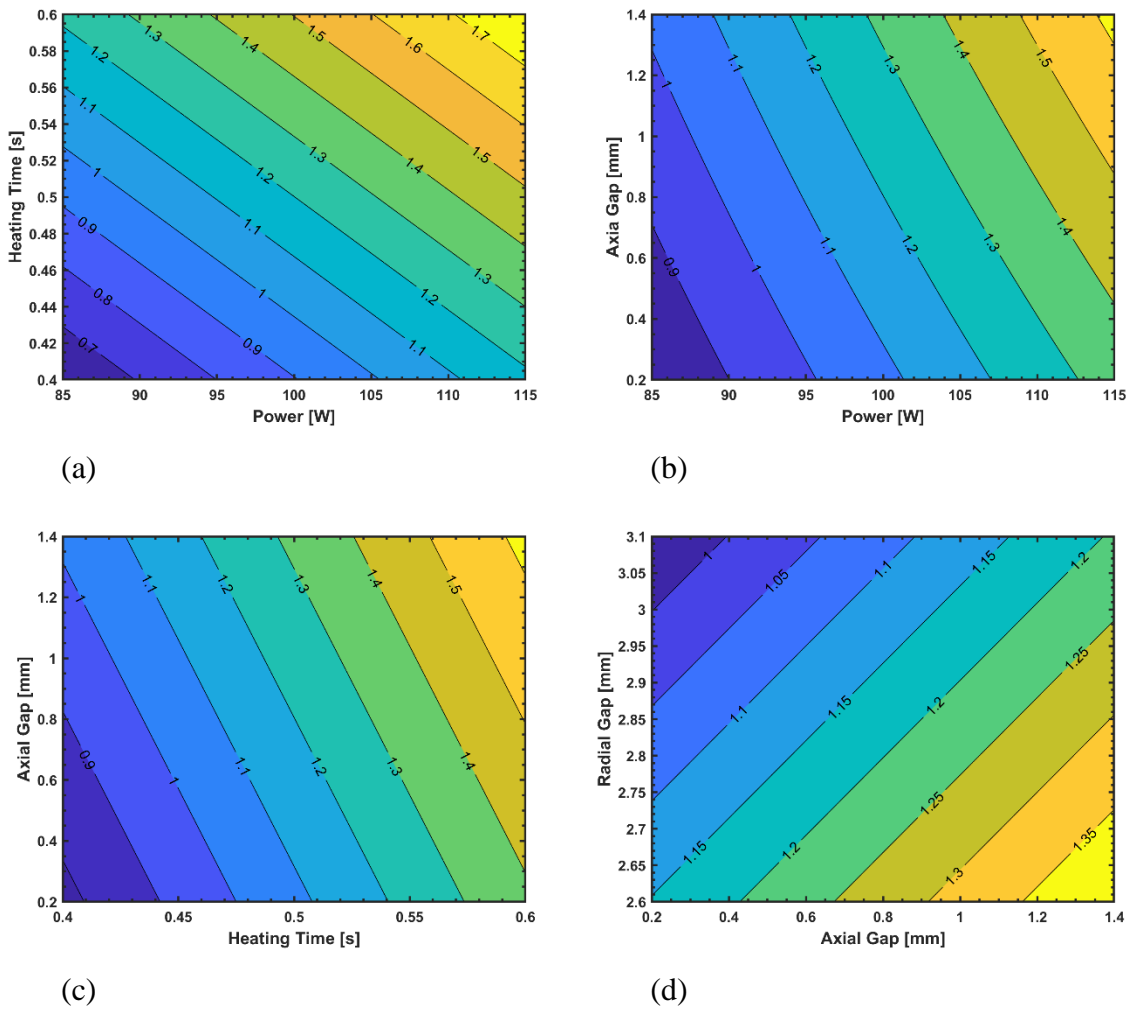 0.6
0.58
0.56
0.54
0.52
0.5
0.48
0.46
0.44
0.42
0.4
Heating Time [s]
1.2 1.3 1.4 1.5 1.6 1.7
1.1 1.5
1 1.3 1.4
0.9 1.2
0.8 1.1 1.3
0.7 0.9 1 1.1 1.2
85 90 95 100 105 110 115
Power [W]
(a)
1.4
1.2
1
0.8
0.6
0.4
0.2
Axia Gap [mm]
1 1.1 1.2 1.3 1.4 1.5
0.9 1 1.1 1.2 1.3 1.4
85 90 95 100 105 110 115
Power [W]
(b)
1.4
1.2
1
0.8
0.6
0.4
0.2
Axial Gap [mm]
1 1.1 1.2 1.3 1.4 1.5
0.9 1 1.1 1.2 1.3 1.4
0.4 0.45 0.5 0.55 0.6
Heating Time [s]
(c)
3.1
3.05
3
2.95
2.9
2.85
2.8
2.75
2.7
2.65
2.6
Radial Gap [mm]
1 1.05 1.1 1.15 1.2
1.1 1.15 1.2 1.25
1.15 1.2 1.25 1.3 1.35
0.2 0.4 0.6 0.8 1 1.2 1.4
Axial Gap [mm]
(d)